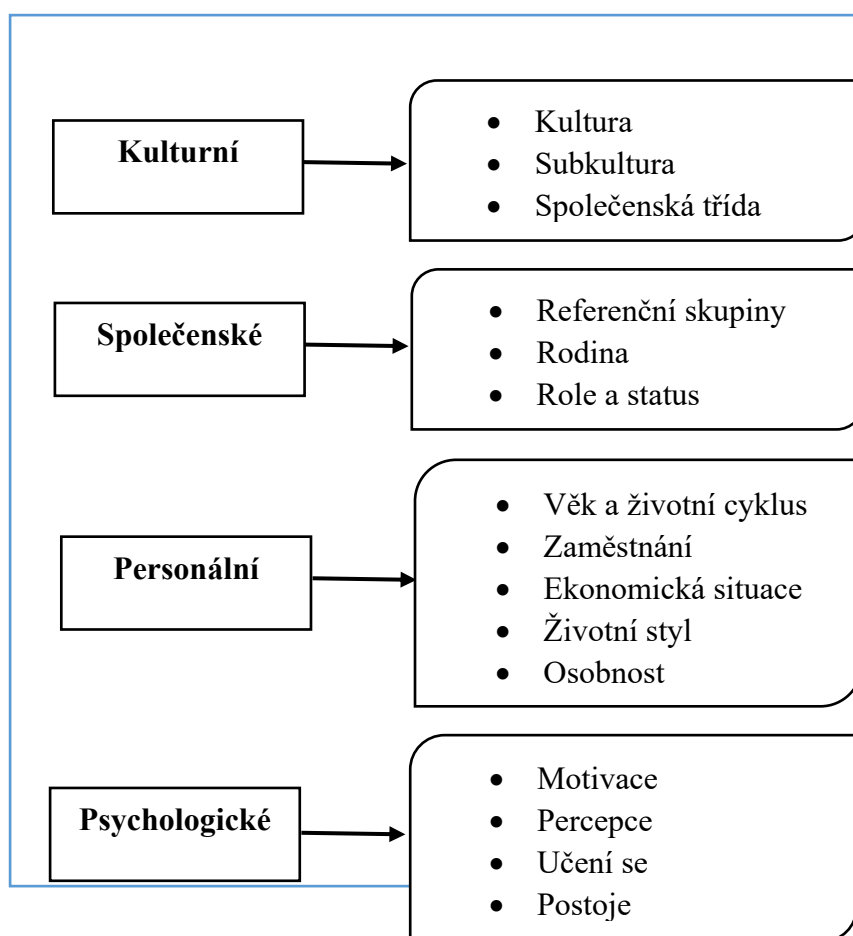 Kulturní
• Kultura
• Subkultura
• Společenská třída
Společenské
• Referenční skupiny
• Rodina
• Role a status
Personální
• Věk a životní cyklus
• Zaměstnání
• Ekonomická situace
• Životní styl
• Osobnost
Psychologické
• Motivace
• Percepce
• Učení se
• Postoje